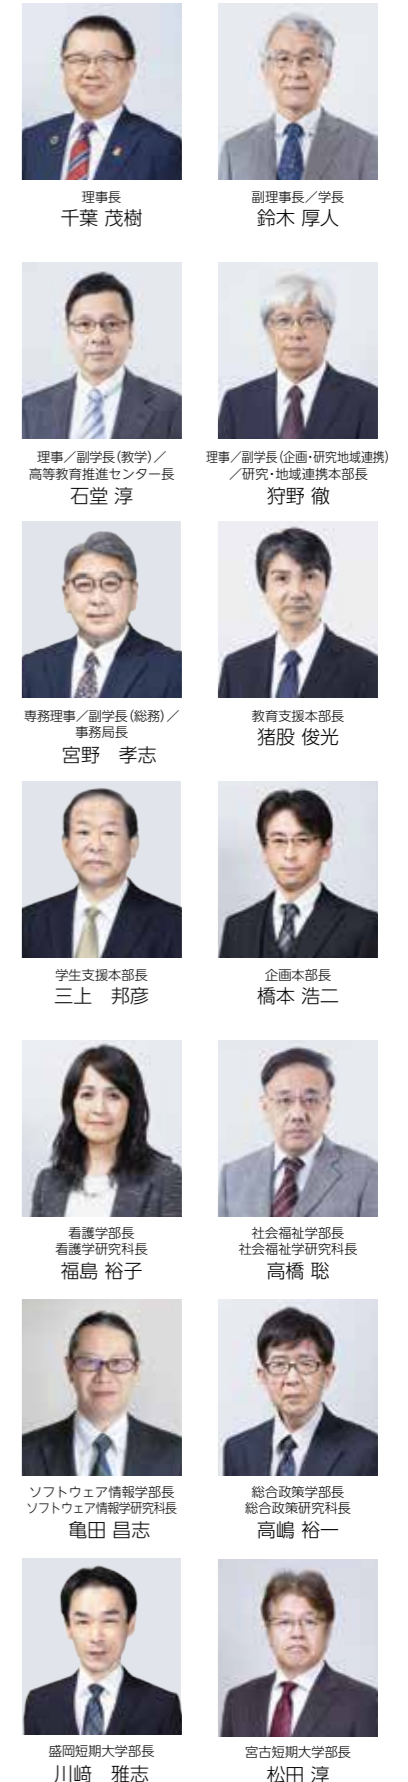 理事長
千葉 茂樹
副理事長／学長
鈴木 厚人
理事／副学長(教学)／
高等教育推進センター長
石堂 淳
理事／副学長(企画・研究地域連携)
／研究・地域連携本部長
狩野 徹
専務理事／副学長(総務)／
事務局長
宮野　孝志
教育支援本部長
猪股 俊光
学生支援本部長
三上　邦彦
企画本部長
橋本 浩二
看護学部長
看護学研究科長
福島 裕子
社会福祉学部長
社会福祉学研究科長
高橋 聡
ソフトウェア情報学部長
ソフトウェア情報学研究科長
亀田 昌志
総合政策学部長
総合政策研究科長
高嶋 裕一
盛岡短期大学部長
川﨑　雅志
宮古短期大学部長
松田 淳